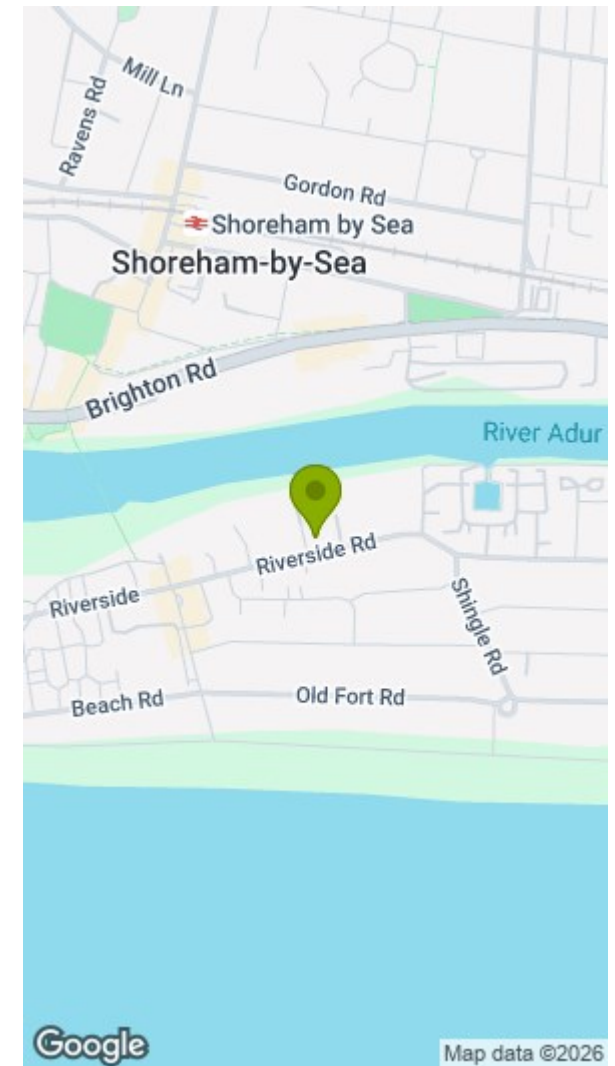 Mill Ln
Ravens Rd
Gordon Rd
Shoreham by Sea
Shoreham-by-Sea
Brighton Rd
River Adur
Riverside Rd
Riverside
Shingle Rd
Beach Rd
Old Fort Rd
Google
Map data ©2026